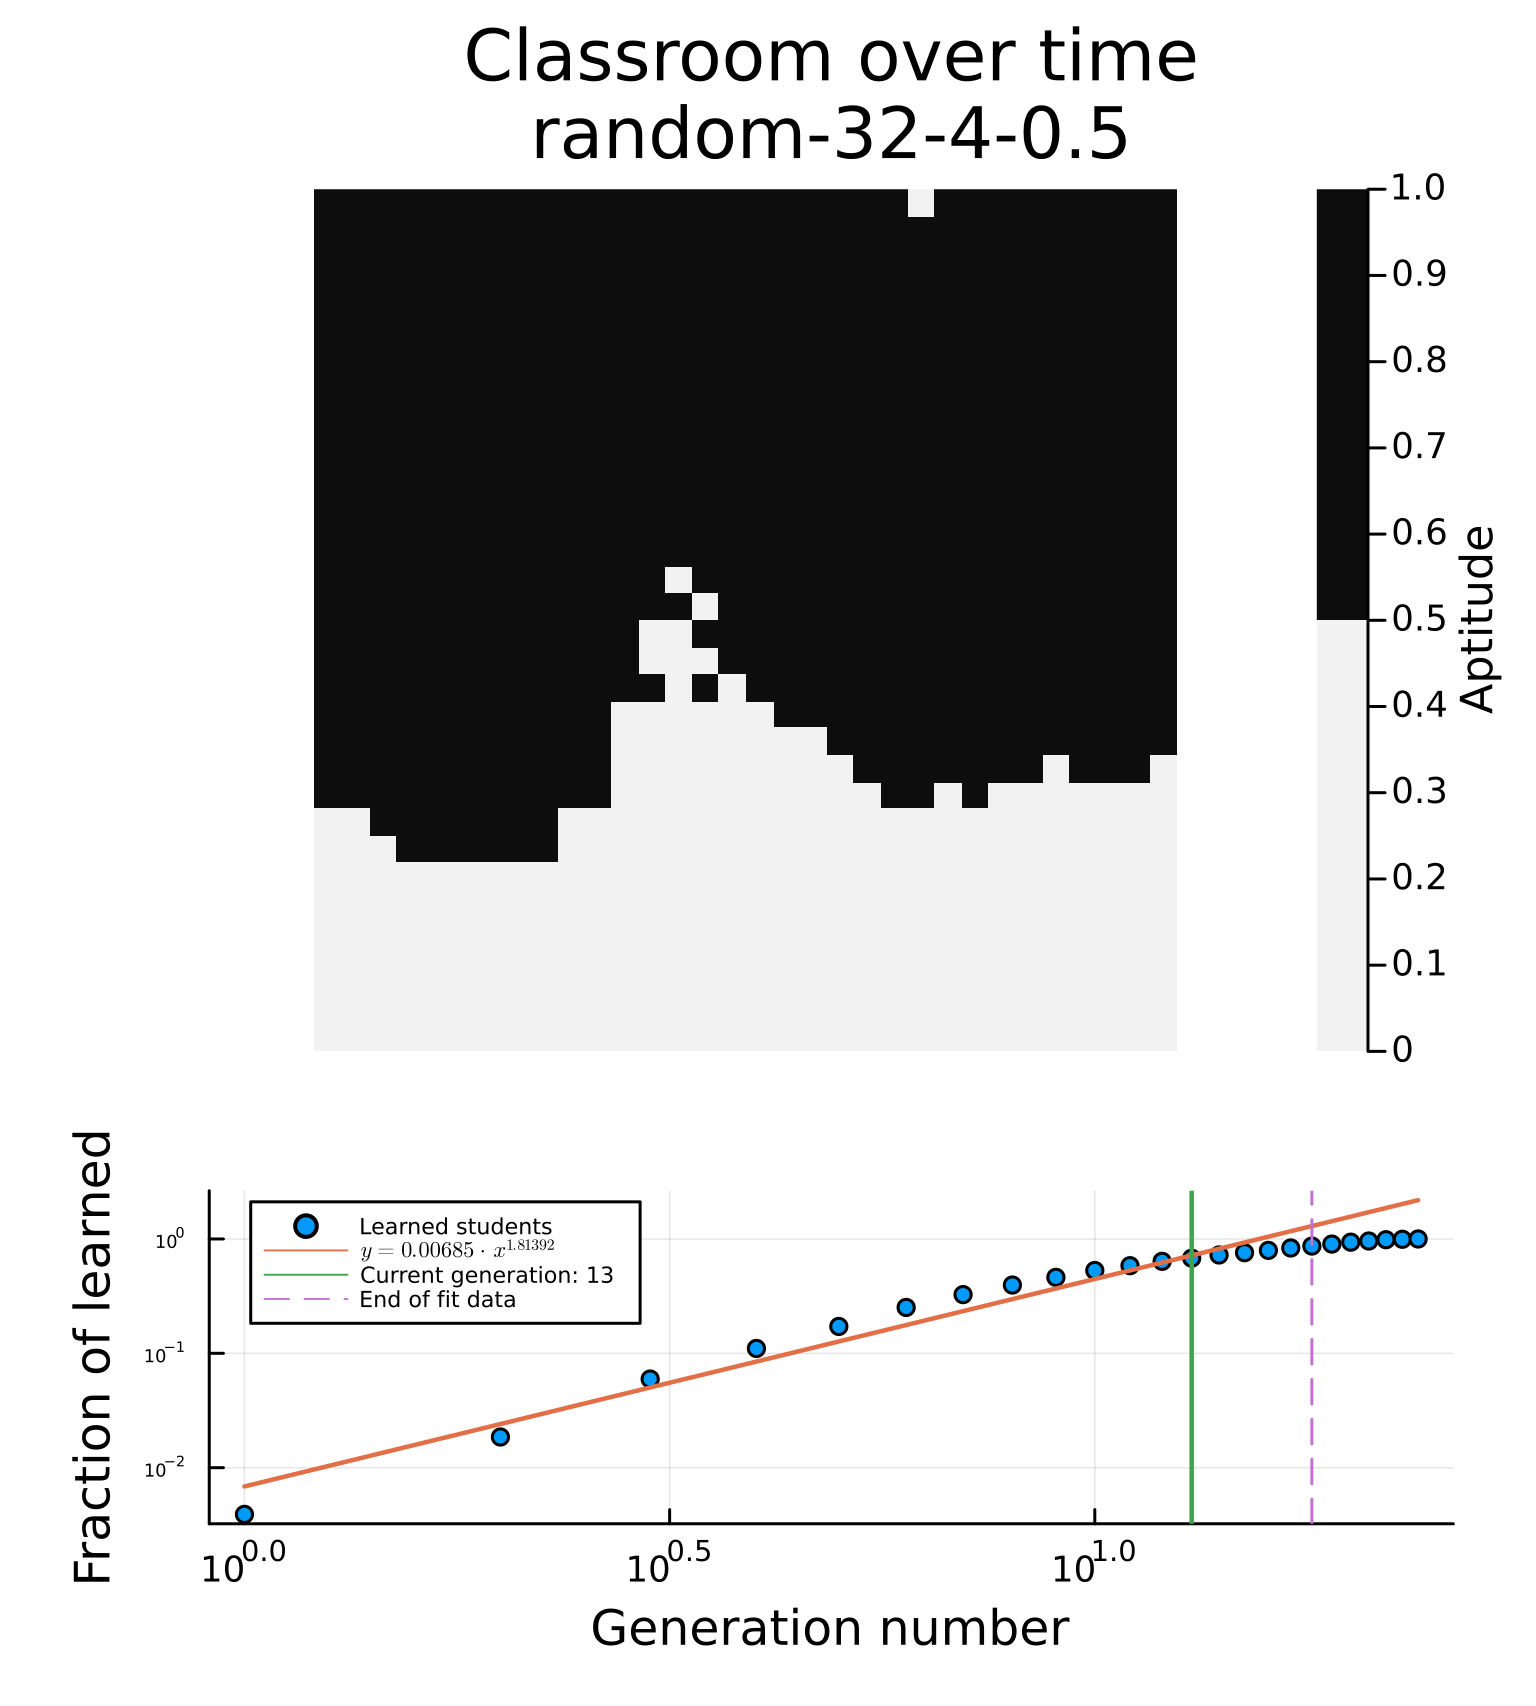 Classroom over time
random-32-4-0.5
1.0
0.9
0.8
0.7
0.6
0.5
0.4
0.3
0.2
0.1
0
Aptitude
Fraction of learned
10⁰
10⁻¹
10⁻²
Learned students
y = 0.00685 · x^1.81392
Current generation: 13
End of fit data
10^0.0
10^0.5
10^1.0
Generation number